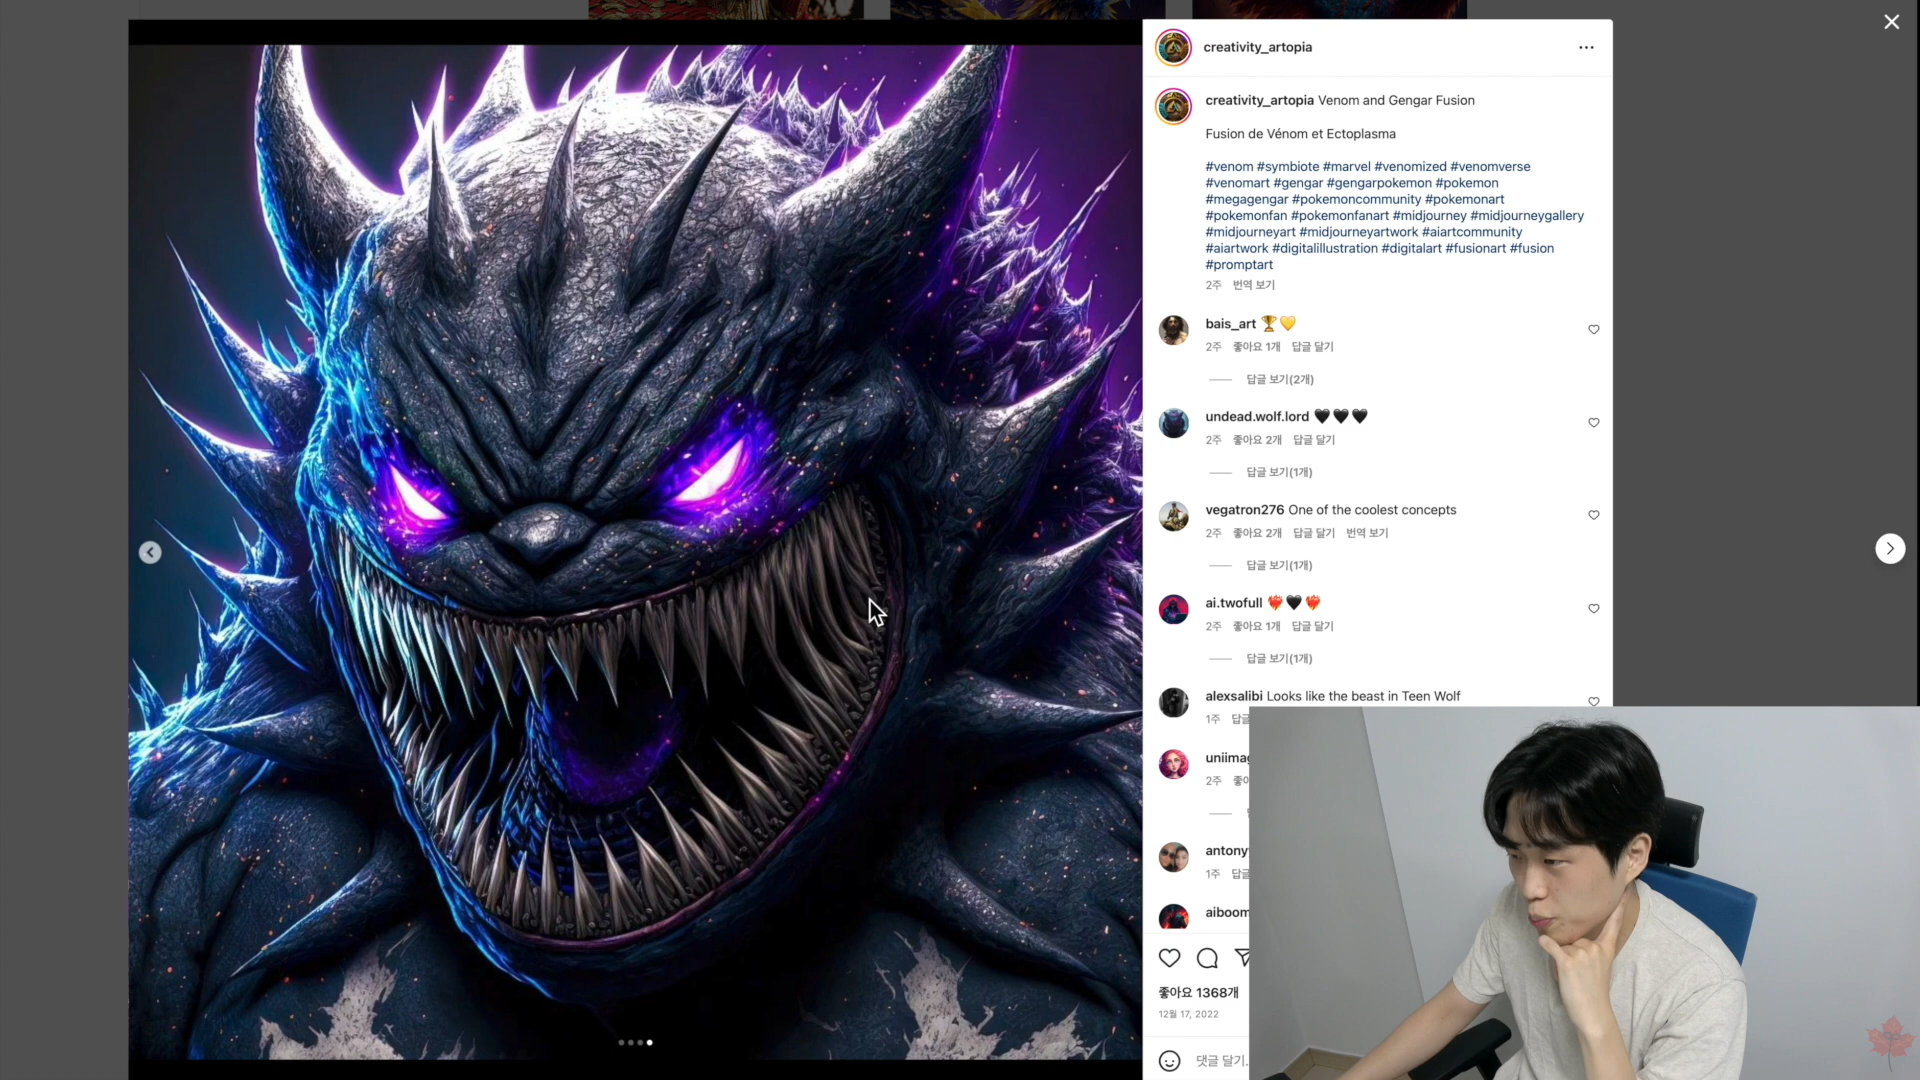 creativity_artopia
creativity_artopia Venom and Gengar Fusion
Fusion de Vénom et Ectoplasma
#venom #symbiote #marvel #venomized #venomverse
#venomart #gengar #gengarpokemon #pokemon
#megagengar #pokemoncommunity #pokemonart
#pokemonfan #pokemonfanart #midjourney #midjourneygallery
#midjourneyart #midjourneyartwork #aiartcommunity
#aiartwork #digitalillustration #digitalart #fusionart #fusion
#promptart
2주 번역 보기
bais_art 🏆💛
2주 좋아요 1개 답글 달기
답글 보기(2개)
undead.wolf.lord 🖤🖤🖤
2주 좋아요 2개 답글 달기
답글 보기(1개)
vegatron276 One of the coolest concepts
2주 좋아요 2개 답글 달기 번역 보기
답글 보기(1개)
ai.twofull ❤️‍🔥🖤❤️‍🔥
2주 좋아요 1개 답글 달기
답글 보기(1개)
alexsalibi Looks like the beast in Teen Wolf
1주 답글
uniimag
2주 좋아
antony
1주 답글
aiboom
좋아요 1368개
12월 17, 2022
댓글 달기...